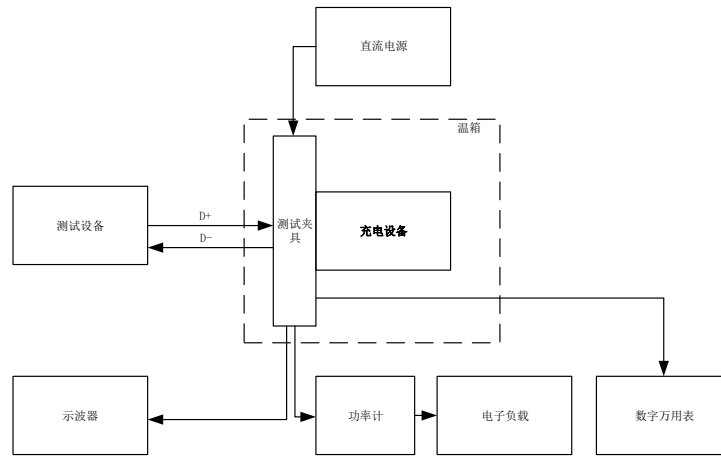 直流电源
温箱
测试设备
D+
D-
测试夹
具
充电设备
示波器
功率计
电子负载
数字万用表